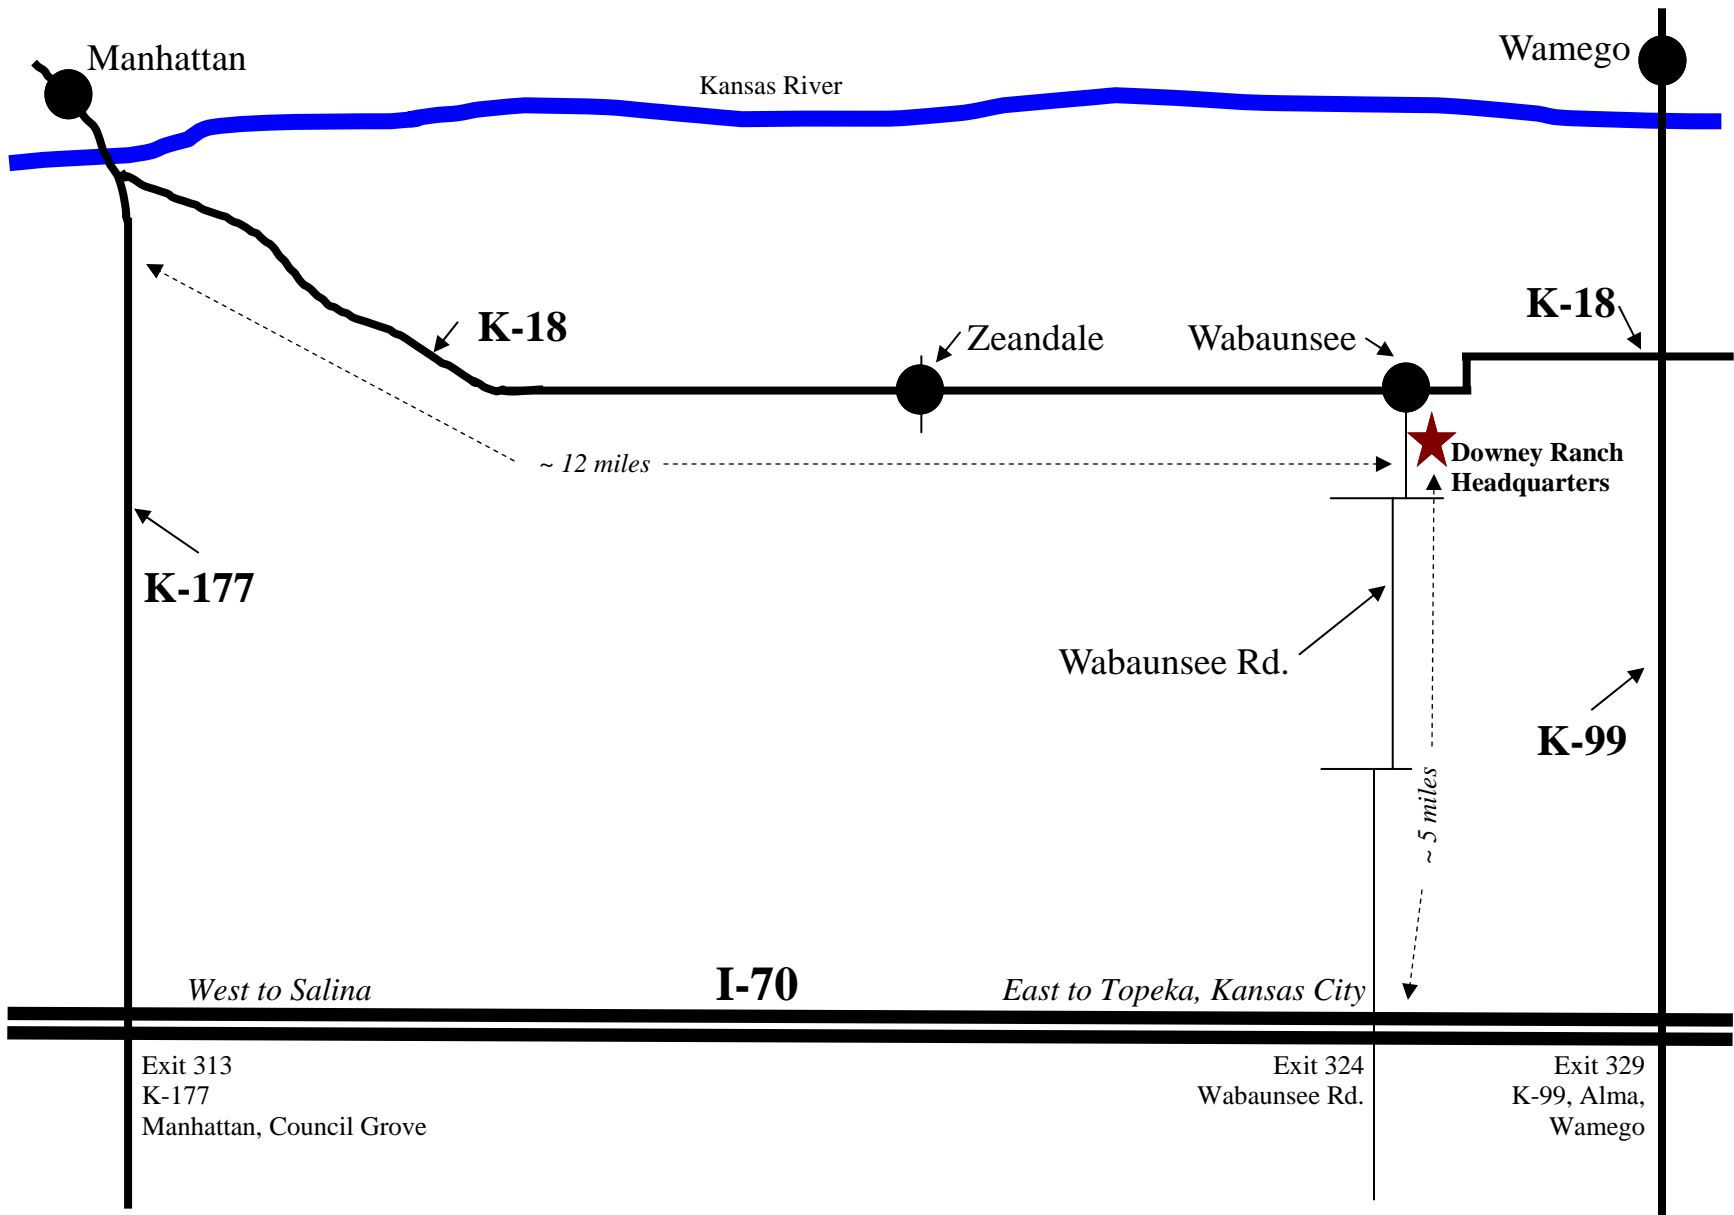 Manhattan
Wamego
Kansas River
K-18
K-18
Zeandale
Wabaunsee
Downey Ranch
Headquarters
~ 12 miles
K-177
Wabaunsee Rd.
K-99
~ 5 miles
West to Salina
I-70
East to Topeka, Kansas City
Exit 313
K-177
Manhattan, Council Grove
Exit 324
Wabaunsee Rd.
Exit 329
K-99, Alma,
Wamego